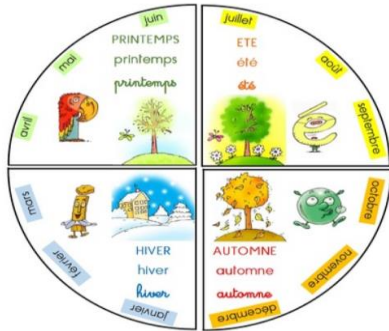 juin
PRINTEMPS
printemps
printemps
mai
avril
juillet
ETE
été
été
août
septembre
mars
février
janvier
HIVER
hiver
hiver
octobre
novembre
décembre
AUTOMNE
automne
automne